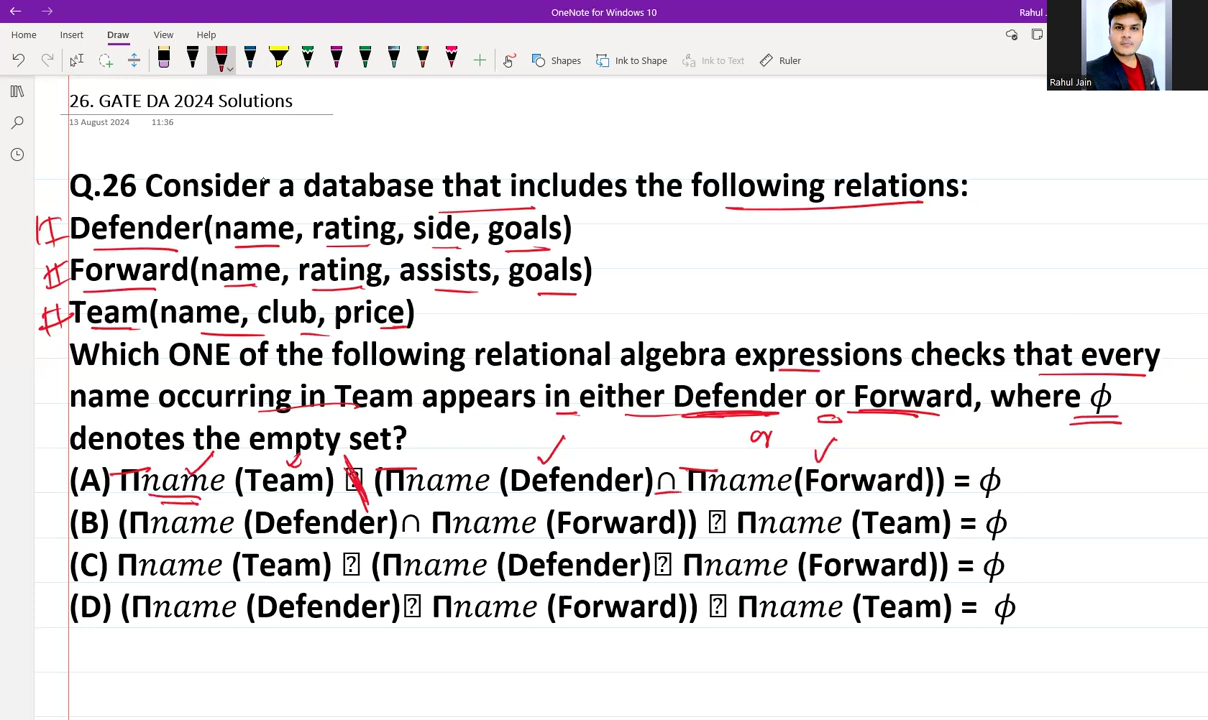 OneNote for Windows 10
Rahul J
Home Insert Draw View Help
Shapes Ink to Shape Ink to Text Ruler
Rahul Jain
26. GATE DA 2024 Solutions
13 August 2024 11:36
Q.26 Consider a database that includes the following relations:
II Defender(name, rating, side, goals)
II Forward(name, rating, assists, goals)
II Team(name, club, price)
Which ONE of the following relational algebra expressions checks that every
name occurring in Team appears in either Defender or Forward, where ϕ
denotes the empty set?
or
(A) Π𝑛𝑎𝑚𝑒 (Team) ⍰ (Π𝑛𝑎𝑚𝑒 (Defender)∩ Π𝑛𝑎𝑚𝑒(Forward)) = ϕ
(B) (Π𝑛𝑎𝑚𝑒 (Defender)∩ Π𝑛𝑎𝑚𝑒 (Forward)) ⍰ Π𝑛𝑎𝑚𝑒 (Team) = ϕ
(C) Π𝑛𝑎𝑚𝑒 (Team) ⍰ (Π𝑛𝑎𝑚𝑒 (Defender)⍰ Π𝑛𝑎𝑚𝑒 (Forward)) = ϕ
(D) (Π𝑛𝑎𝑚𝑒 (Defender)⍰ Π𝑛𝑎𝑚𝑒 (Forward)) ⍰ Π𝑛𝑎𝑚𝑒 (Team) = ϕ